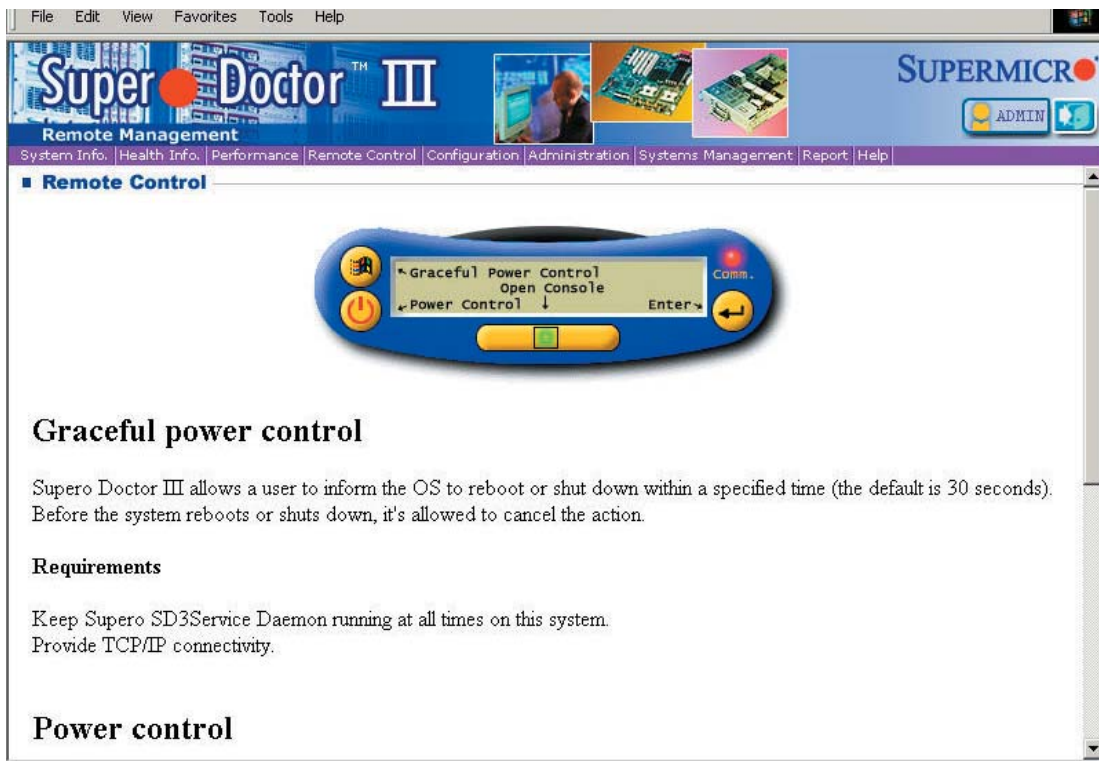 File Edit View Favorites Tools Help
Supero Doctor™ III
SUPERMICRO
ADMIN
Remote Management
System Info. | Health Info. | Performance | Remote Control | Configuration | Administration | Systems Management | Report | Help
Remote Control
Graceful Power Control
Open Console
Power Control
Enter
Comm.
Graceful power control
Supero Doctor III allows a user to inform the OS to reboot or shut down within a specified time (the default is 30 seconds).
Before the system reboots or shuts down, it's allowed to cancel the action.
Requirements
Keep Supero SD3Service Daemon running at all times on this system.
Provide TCP/IP connectivity.
Power control